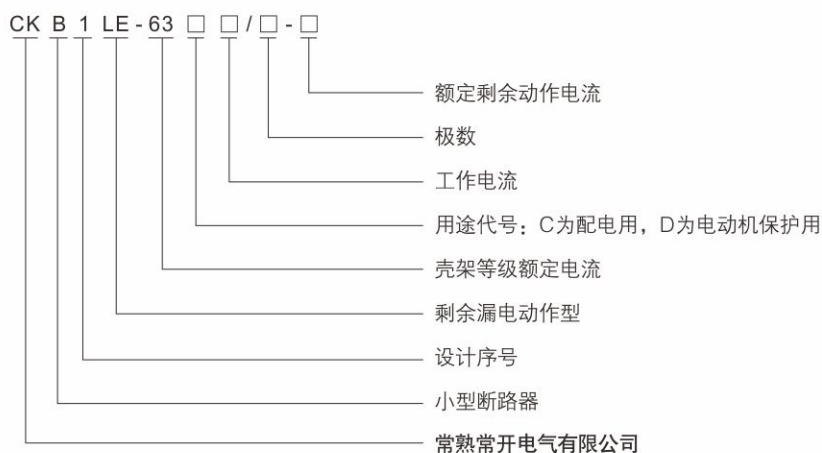 CK B 1 LE - 63 □ □ / □ - □
额定剩余动作电流
极数
工作电流
用途代号：C为配电用，D为电动机保护用
壳架等级额定电流
剩余漏电动作型
设计序号
小型断路器
常熟常开电气有限公司